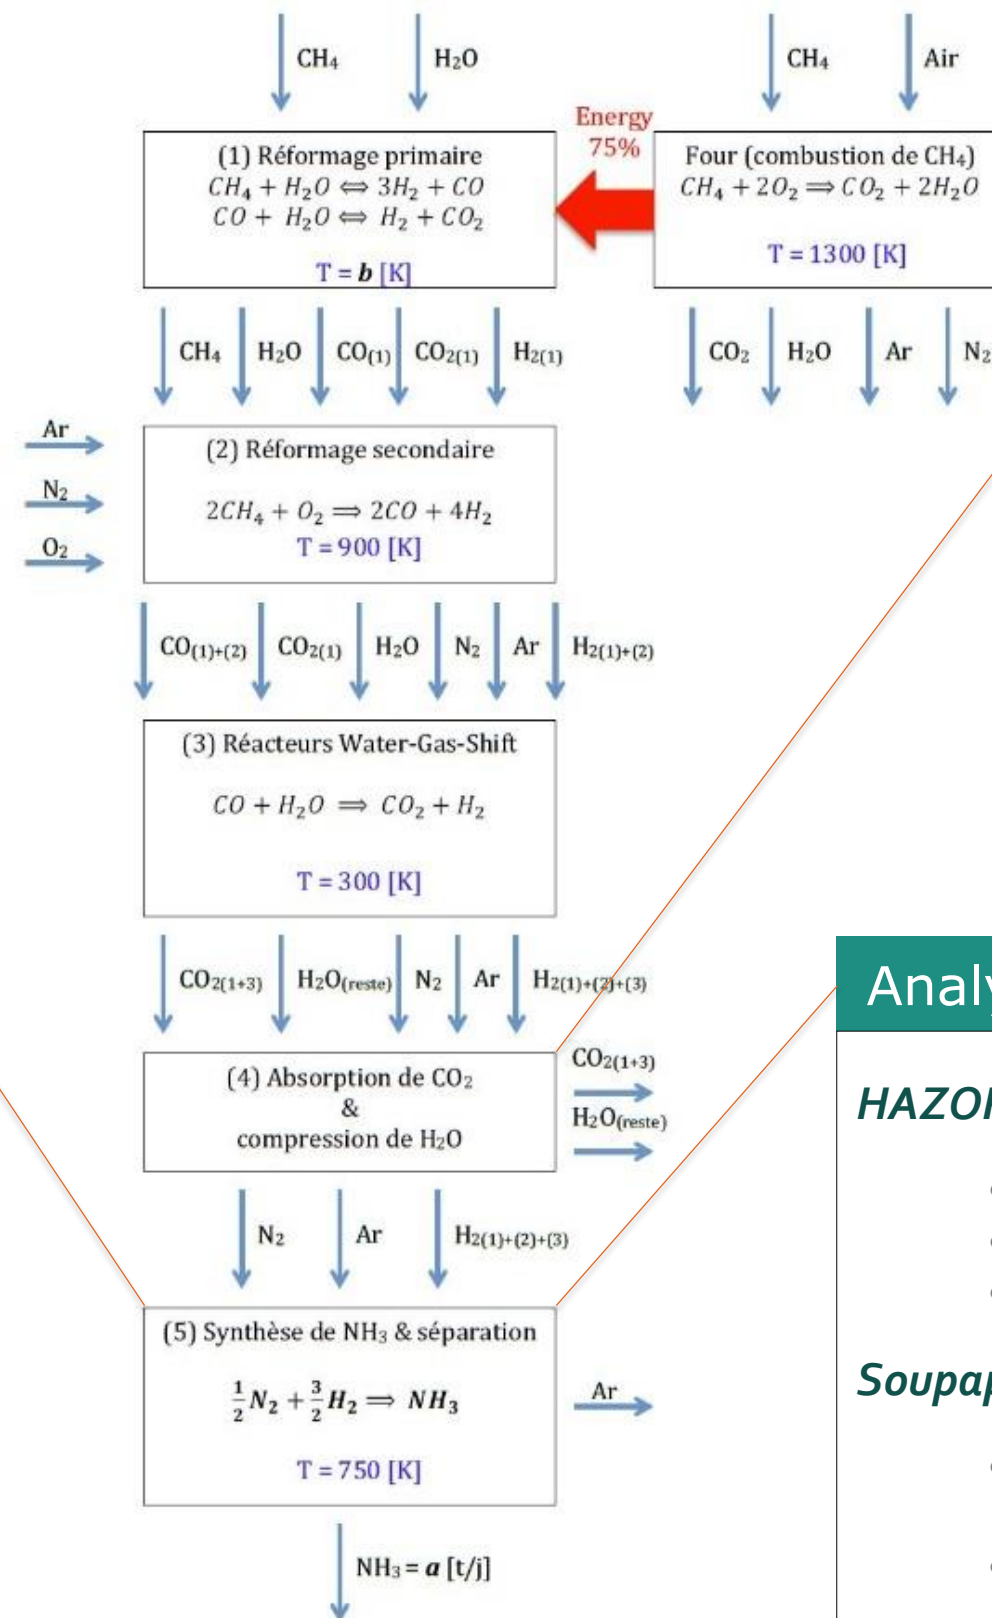 CH₄ H₂O CH₄ Air
Energy
75%
(1) Réformage primaire
CH₄ + H₂O ⇔ 3H₂ + CO
CO + H₂O ⇔ H₂ + CO₂
T = b [K]
Four (combustion de CH₄)
CH₄ + 2O₂ ⟹ CO₂ + 2H₂O
T = 1300 [K]
CH₄ H₂O CO₍₁₎ CO₂₍₁₎ H₂₍₁₎
CO₂ H₂O Ar N₂
Ar
N₂
O₂
(2) Réformage secondaire
2CH₄ + O₂ ⟹ 2CO + 4H₂
T = 900 [K]
CO₍₁₎₊₍₂₎ CO₂₍₁₎ H₂O N₂ Ar H₂₍₁₎₊₍₂₎
(3) Réacteurs Water-Gas-Shift
CO + H₂O ⟹ CO₂ + H₂
T = 300 [K]
CO₂₍₁₊₃₎ H₂O₍reste₎ N₂ Ar H₂₍₁₎₊₍₂₎₊₍₃₎
(4) Absorption de CO₂
&
compression de H₂O
CO₂₍₁₊₃₎
H₂O₍reste₎
N₂ Ar H₂₍₁₎₊₍₂₎₊₍₃₎
(5) Synthèse de NH₃ & séparation
½N₂ + 3/2 H₂ ⟹ NH₃
T = 750 [K]
Ar
NH₃ = a [t/j]
Analy
HAZO
Soupap